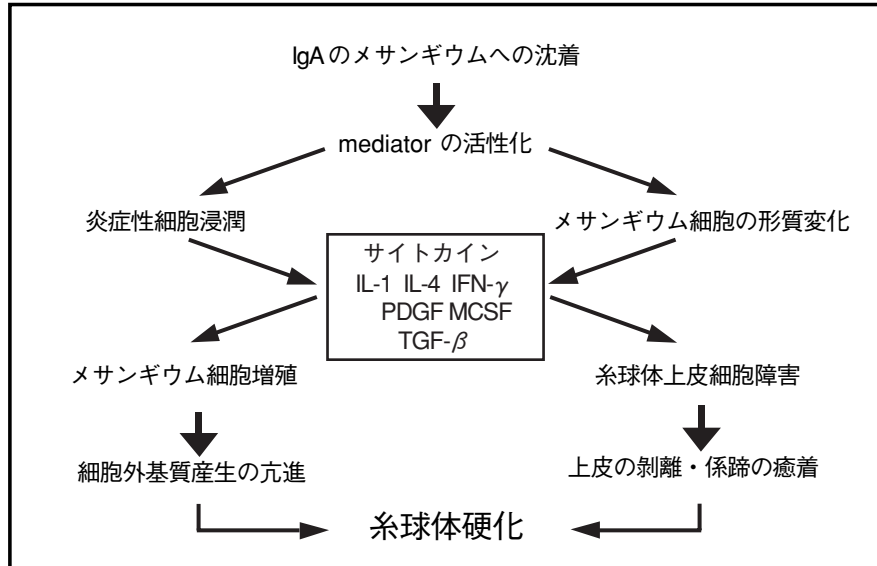 IgAのメサンギウムへの沈着
mediator の活性化
炎症性細胞浸潤
メサンギウム細胞の形質変化
サイトカイン
IL-1 IL-4 IFN-γ
PDGF MCSF
TGF-β
メサンギウム細胞増殖
糸球体上皮細胞障害
細胞外基質産生の亢進
上皮の剝離・係蹄の癒着
糸球体硬化